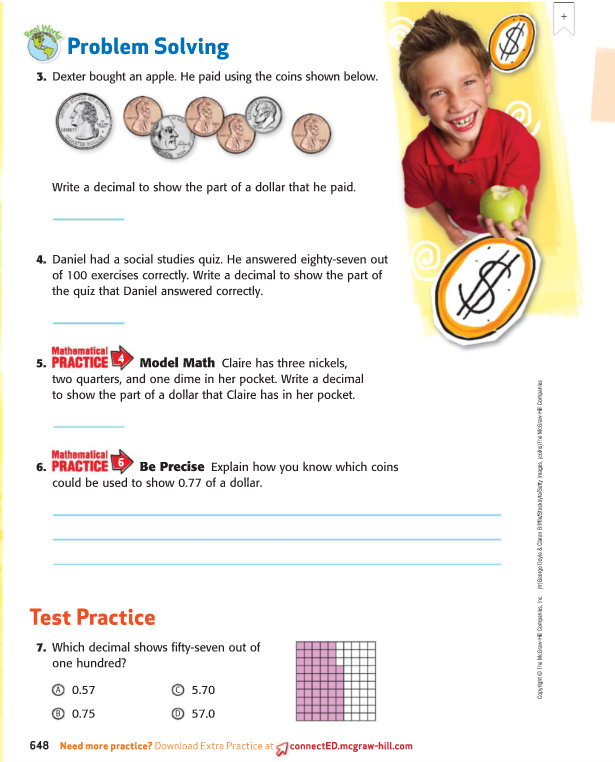 Real World
Problem Solving
3. Dexter bought an apple. He paid using the coins shown below.
Write a decimal to show the part of a dollar that he paid.
4. Daniel had a social studies quiz. He answered eighty-seven out
of 100 exercises correctly. Write a decimal to show the part of
the quiz that Daniel answered correctly.
5. Mathematical PRACTICE 4 Model Math Claire has three nickels,
two quarters, and one dime in her pocket. Write a decimal
to show the part of a dollar that Claire has in her pocket.
6. Mathematical PRACTICE 6 Be Precise Explain how you know which coins
could be used to show 0.77 of a dollar.
Test Practice
7. Which decimal shows fifty-seven out of
one hundred?
Ⓐ 0.57 Ⓒ 5.70
Ⓑ 0.75 Ⓓ 57.0
648 Need more practice? Download Extra Practice at connectED.mcgraw-hill.com
$
$
+
Copyright © The McGraw-Hill Companies, Inc.